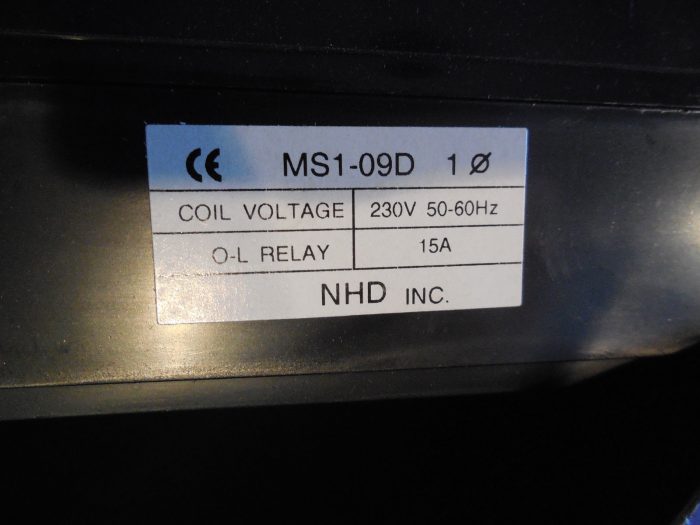 CE MS1-09D 1 Ø
COIL VOLTAGE 230V 50-60Hz
O-L RELAY 15A
NHD INC.